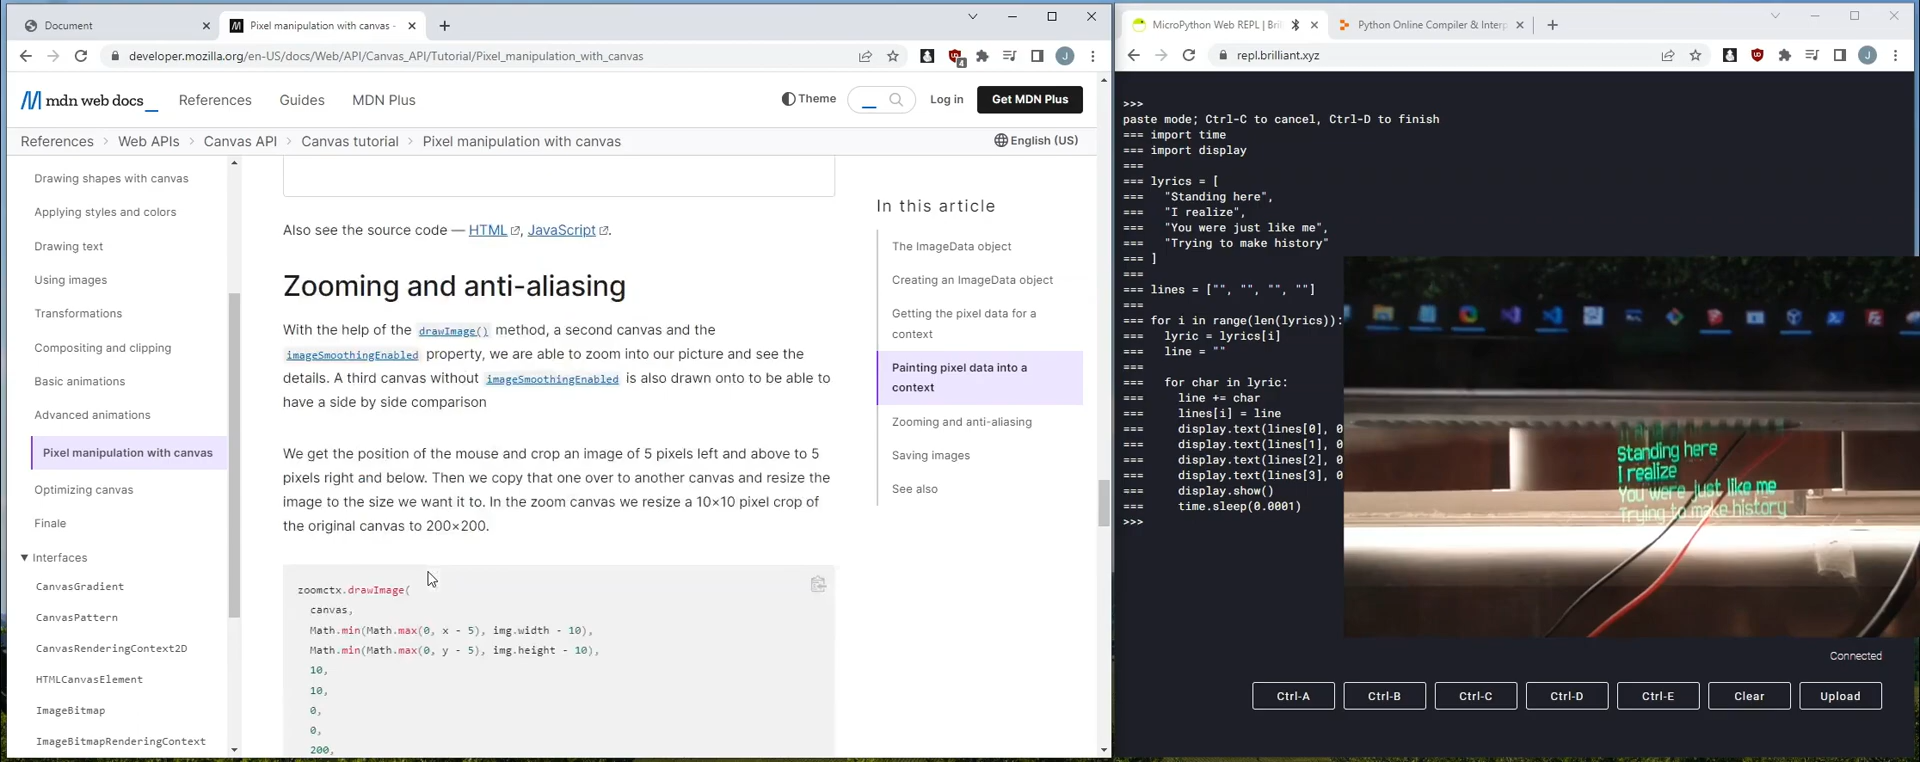 Document
Pixel manipulation with canvas -
developer.mozilla.org/en-US/docs/Web/API/Canvas_API/Tutorial/Pixel_manipulation_with_canvas
4
J
mdn web docs_
References
Guides
MDN Plus
Theme
Log in
Get MDN Plus
References
Web APIs
Canvas API
Canvas tutorial
Pixel manipulation with canvas
English (US)
Drawing shapes with canvas
Applying styles and colors
Drawing text
Using images
Transformations
Compositing and clipping
Basic animations
Advanced animations
Pixel manipulation with canvas
Optimizing canvas
Finale
Interfaces
CanvasGradient
CanvasPattern
CanvasRenderingContext2D
HTMLCanvasElement
ImageBitmap
ImageBitmapRenderingContext
Also see the source code — HTML, JavaScript.
Zooming and anti-aliasing
With the help of the drawImage() method, a second canvas and the
imageSmoothingEnabled property, we are able to zoom into our picture and see the
details. A third canvas without imageSmoothingEnabled is also drawn onto to be able to
have a side by side comparison
We get the position of the mouse and crop an image of 5 pixels left and above to 5
pixels right and below. Then we copy that one over to another canvas and resize the
image to the size we want it to. In the zoom canvas we resize a 10×10 pixel crop of
the original canvas to 200×200.
zoomctx.drawImage(
canvas,
Math.min(Math.max(0, x - 5), img.width - 10),
Math.min(Math.max(0, y - 5), img.height - 10),
10,
10,
0,
0,
200,
In this article
The ImageData object
Creating an ImageData object
Getting the pixel data for a
context
Painting pixel data into a
context
Zooming and anti-aliasing
Saving images
See also
MicroPython Web REPL | Bril
Python Online Compiler & Interp
repl.brilliant.xyz
J
>>>
paste mode; Ctrl-C to cancel, Ctrl-D to finish
=== import time
=== import display
===
=== lyrics = [
===   "Standing here",
===   "I realize",
===   "You were just like me",
===   "Trying to make history"
=== ]
===
=== lines = ["", "", "", ""]
===
=== for i in range(len(lyrics)):
===   lyric = lyrics[i]
===   line = ""
===
===   for char in lyric:
===     line += char
===     lines[i] = line
===     display.text(lines[0], 0
===     display.text(lines[1], 0
===     display.text(lines[2], 0
===     display.text(lines[3], 0
===     display.show()
===     time.sleep(0.0001)
>>>
Standing here
I realize
You were just like me
Trying to make history
Connected
Ctrl-A
Ctrl-B
Ctrl-C
Ctrl-D
Ctrl-E
Clear
Upload